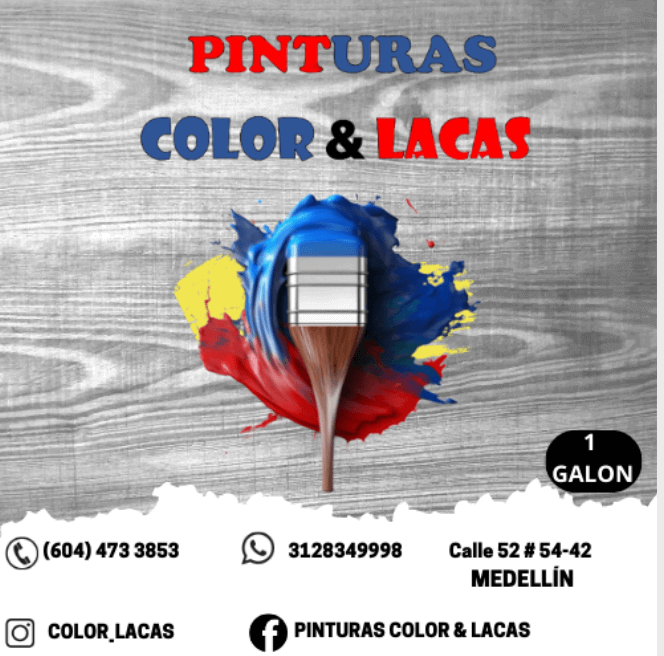 PINTURAS
COLOR & LACAS
1
GALON
(604) 473 3853
3128349998
Calle 52 # 54-42
MEDELLÍN
COLOR_LACAS
PINTURAS COLOR & LACAS